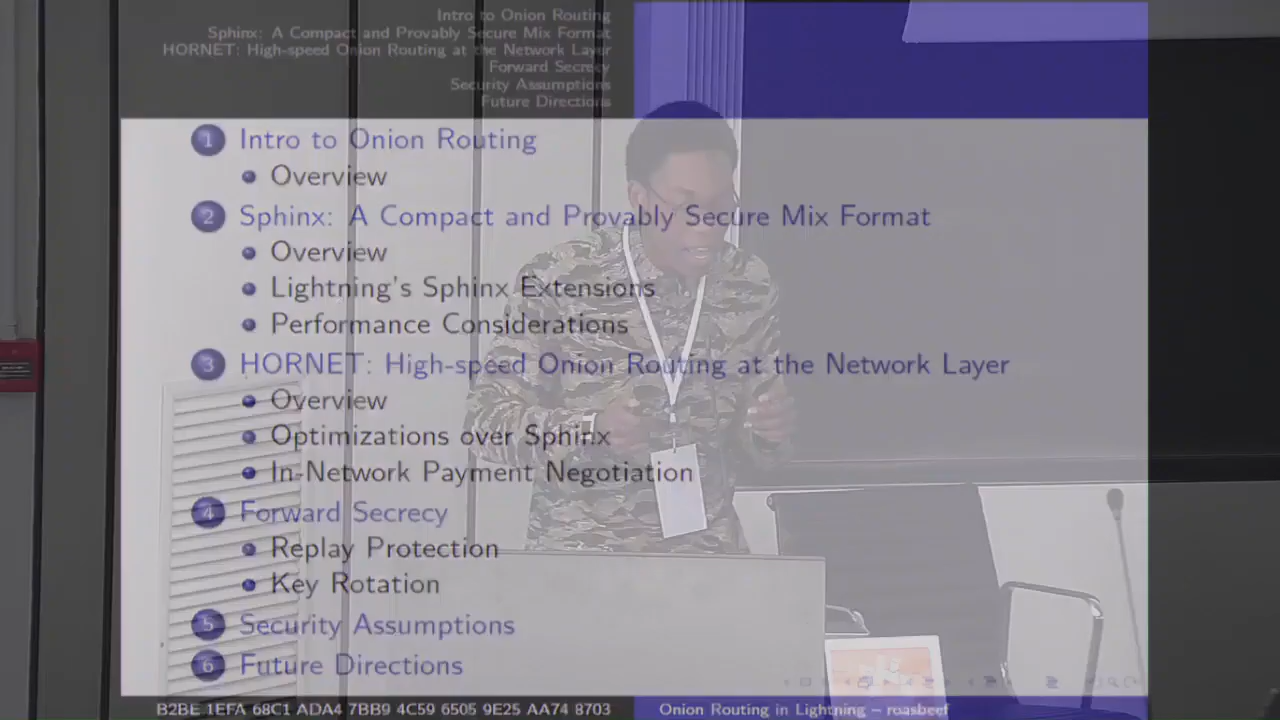 Intro to Onion Routing
Sphinx: A Compact and Provably Secure Mix Format
HORNET: High-speed Onion Routing at the Network Layer
Forward Secrecy
Security Assumptions
Future Directions
1 Intro to Onion Routing
Overview
2 Sphinx: A Compact and Provably Secure Mix Format
Overview
Lightning's Sphinx Extensions
Performance Considerations
3 HORNET: High-speed Onion Routing at the Network Layer
Overview
Optimizations over Sphinx
In-Network Payment Negotiation
4 Forward Secrecy
Replay Protection
Key Rotation
5 Security Assumptions
6 Future Directions
B2BE 1EFA 68C1 ADA4 7BB9 4C59 6505 9E25 AA74 8703
Onion Routing in Lightning – roasbeef